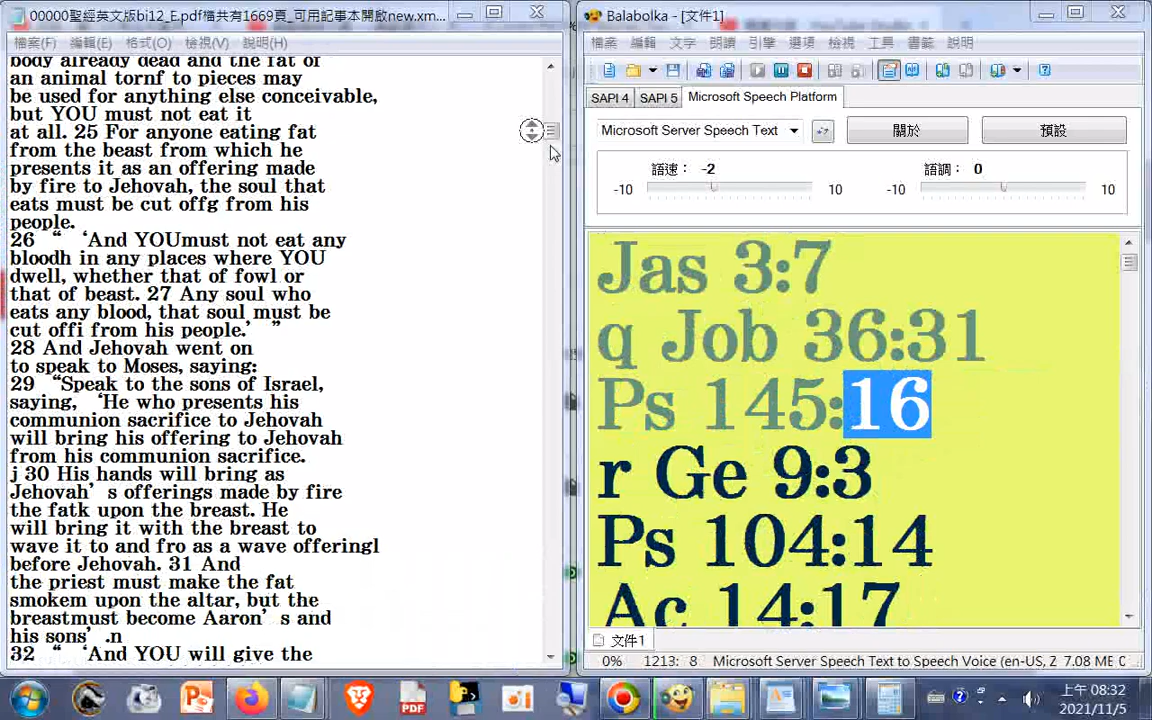 00000聖經英文版bi12_E.pdf檔共有1669頁_可用記事本開啟new.xm...
檔案(F) 編輯(E) 格式(O) 檢視(V) 說明(H)
body already dead and the fat of
an animal tornf to pieces may
be used for anything else conceivable,
but YOU must not eat it
at all. 25 For anyone eating fat
from the beast from which he
presents it as an offering made
by fire to Jehovah, the soul that
eats must be cut offg from his
people.
26 “ ‘And YOUmust not eat any
bloodh in any places where YOU
dwell, whether that of fowl or
that of beast. 27 Any soul who
eats any blood, that soul must be
cut offi from his people.’ ”
28 And Jehovah went on
to speak to Moses, saying:
29 “Speak to the sons of Israel,
saying, ‘He who presents his
communion sacrifice to Jehovah
will bring his offering to Jehovah
from his communion sacrifice.
j 30 His hands will bring as
Jehovah’s offerings made by fire
the fatk upon the breast. He
will bring it with the breast to
wave it to and fro as a wave offeringl
before Jehovah. 31 And
the priest must make the fat
smokem upon the altar, but the
breastmust become Aaron’s and
his sons’.n
32 “ ‘And YOU will give the
Balabolka - [文件1]
檔案 編輯 文字 朗讀 引擎 選項 檢視 工具 書籤 說明
SAPI 4 SAPI 5 Microsoft Speech Platform
Microsoft Server Speech Text 關於 預設
語速: -2 語調: 0
-10 10 -10 10
Jas 3:7
q Job 36:31
Ps 145:16
r Ge 9:3
Ps 104:14
Ac 14:17
文件1
0% 1213: 8 Microsoft Server Speech Text to Speech Voice (en-US, Z 7.08 ME C
PDF
上午 08:32
2021/11/5